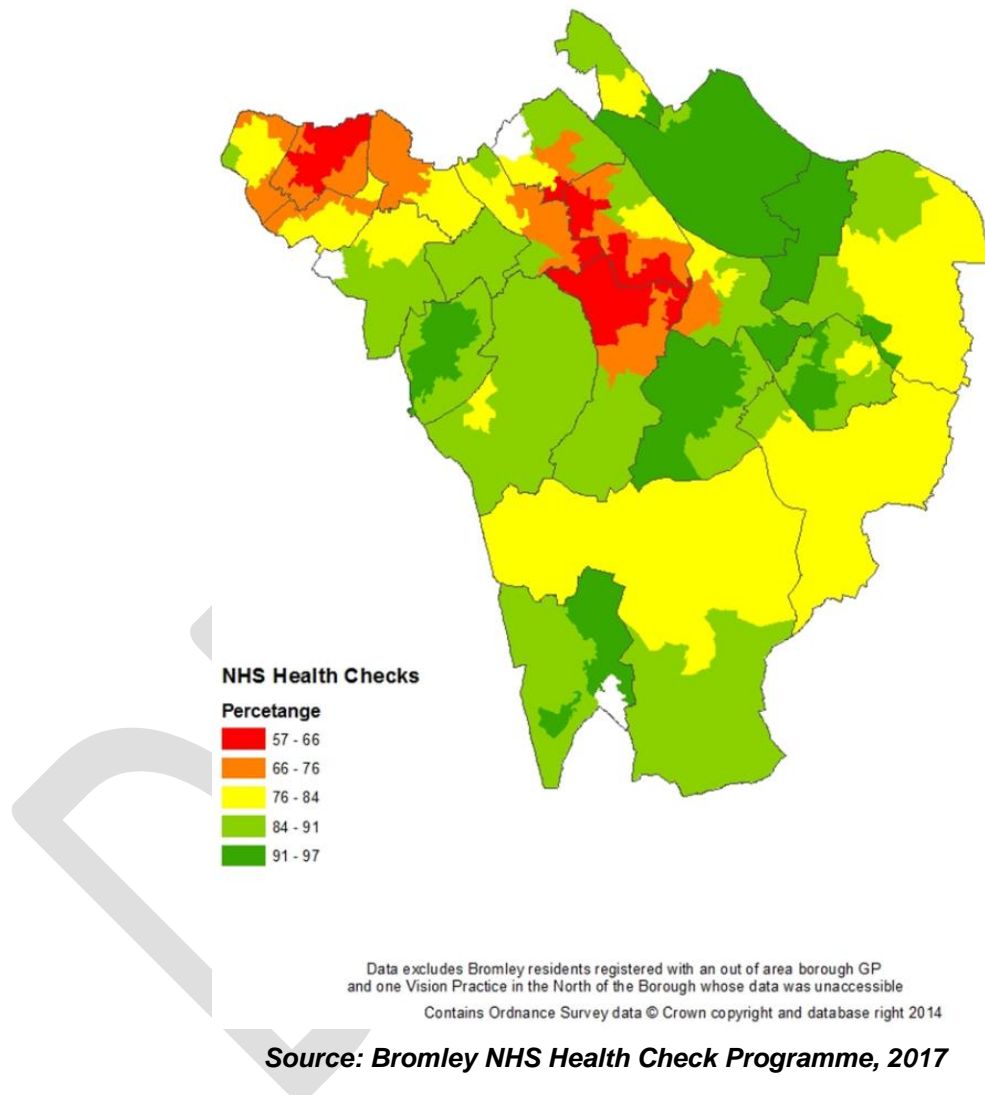 NHS Health Checks
Percetange
57 - 66
66 - 76
76 - 84
84 - 91
91 - 97
Data excludes Bromley residents registered with an out of area borough GP
and one Vision Practice in the North of the Borough whose data was unaccessible
Contains Ordnance Survey data © Crown copyright and database right 2014
Source: Bromley NHS Health Check Programme, 2017